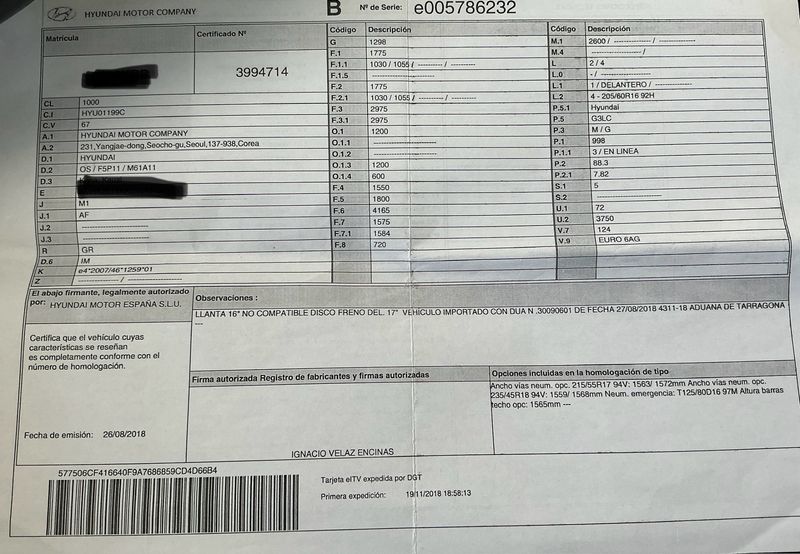 HYUNDAI MOTOR COMPANY
B Nº de Serie: e005786232
Matrícula
Certificado Nº
3994714
CL 1000
C.I HYU01199C
C.V 67
A.1 HYUNDAI MOTOR COMPANY
A.2 231,Yangjae-dong,Seocho-gu,Seoul,137-938,Corea
D.1 HYUNDAI
D.2 OS / F5P11 / M61A11
D.3
E
J M1
J.1 AF
J.2 ----------------------
J.3 ----------------------
R GR
D.6 IM
K e4*2007/46*1259*01
Z ------------------ / ------------------
Código Descripción
G 1298
F.1 1775
F.1.1 1030 / 1055 / ---------- / ----------
F.1.5 --------------------
F.2 1775
F.2.1 1030 / 1055 / ---------- / ----------
F.3 2975
F.3.1 2975
O.1 1200
O.1.1 --------------------
O.1.2 --------------------
O.1.3 1200
O.1.4 600
F.4 1550
F.5 1800
F.6 4165
F.7 1575
F.7.1 1584
F.8 720
Código Descripción
M.1 2600 / --------------- / ---------------
M.4 --------------------- /
L 2 / 4
L.0 - / --------------------
L.1 1 / DELANTERO / ---------------
L.2 4 - 205/60R16 92H
P.5.1 Hyundai
P.5 G3LC
P.3 M / G
P.1 998
P.1.1 3 / EN LINEA
P.2 88.3
P.2.1 7.82
S.1 5
S.2 --------------------
U.1 72
U.2 3750
V.7 124
V.9 EURO 6AG
El abajo firmante, legalmente autorizado
por: HYUNDAI MOTOR ESPAÑA S.L.U.
Certifica que el vehículo cuyas
características se reseñan
es completamente conforme con el
número de homologación.
Fecha de emisión: 26/08/2018
Observaciones :
LLANTA 16" NO COMPATIBLE DISCO FRENO DEL. 17" VEHÍCULO IMPORTADO CON DUA N .30090601 DE FECHA 27/08/2018 4311-18 ADUANA DE TARRAGONA
---
Firma autorizada Registro de fabricantes y firmas autorizadas
IGNACIO VELAZ ENCINAS
Opciones incluidas en la homologación de tipo
Ancho vías neum. opc. 215/55R17 94V: 1563/ 1572mm Ancho vías neum. opc.
235/45R18 94V: 1559/ 1568mm Neum. emergencia: T125/80D16 97M Altura barras
techo opc: 1565mm ---
577506CF416640F9A7686859CD4D66B4
Tarjeta eITV expedida por DGT
Primera expedición: 19/11/2018 18:58:13